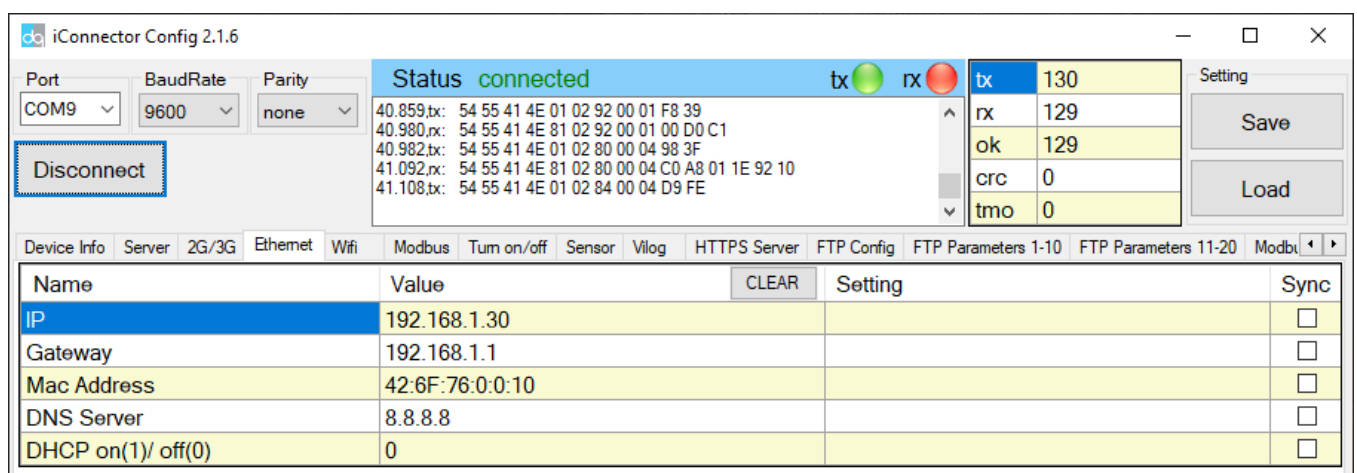 iConnector Config 2.1.6
Port BaudRate Parity
COM9 9600 none
Disconnect
Status connected tx rx
40.859,tx: 54 55 41 4E 01 02 92 00 01 F8 39
40.980,rx: 54 55 41 4E 81 02 92 00 01 00 D0 C1
40.982,tx: 54 55 41 4E 01 02 80 00 04 98 3F
41.092,rx: 54 55 41 4E 81 02 80 00 04 C0 A8 01 1E 92 10
41.108,tx: 54 55 41 4E 01 02 84 00 04 D9 FE
tx 130
rx 129
ok 129
crc 0
tmo 0
Setting
Save
Load
Device Info Server 2G/3G Ethernet Wifi Modbus Turn on/off Sensor Vilog HTTPS Server FTP Config FTP Parameters 1-10 FTP Parameters 11-20
Name Value CLEAR Setting Sync
IP 192.168.1.30
Gateway 192.168.1.1
Mac Address 42:6F:76:0:0:10
DNS Server 8.8.8.8
DHCP on(1)/ off(0) 0